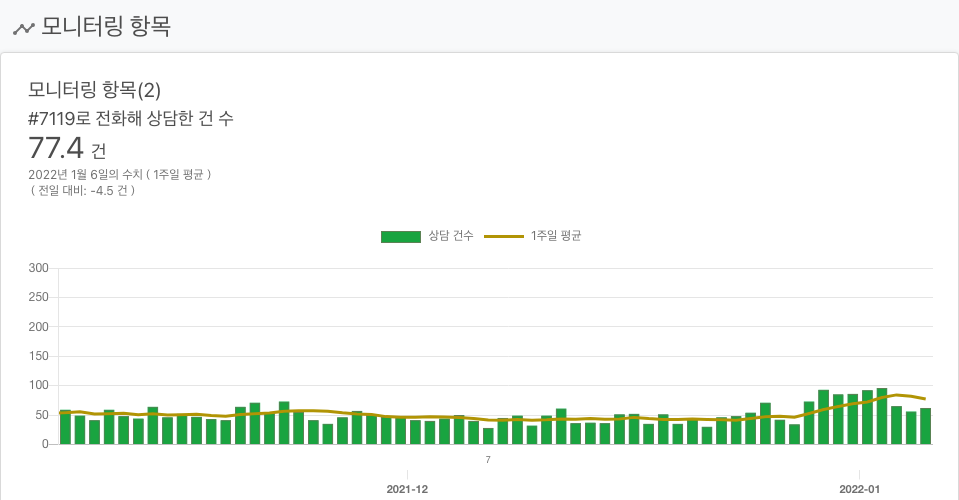 모니터링 항목
모니터링 항목(2)
#7119로 전화해 상담한 건 수
77.4 건
2022년 1월 6일의 수치 ( 1주일 평균 )
( 전일 대비: -4.5 건 )
상담 건수 1주일 평균
300
250
200
150
100
50
0
7
2021-12 2022-01